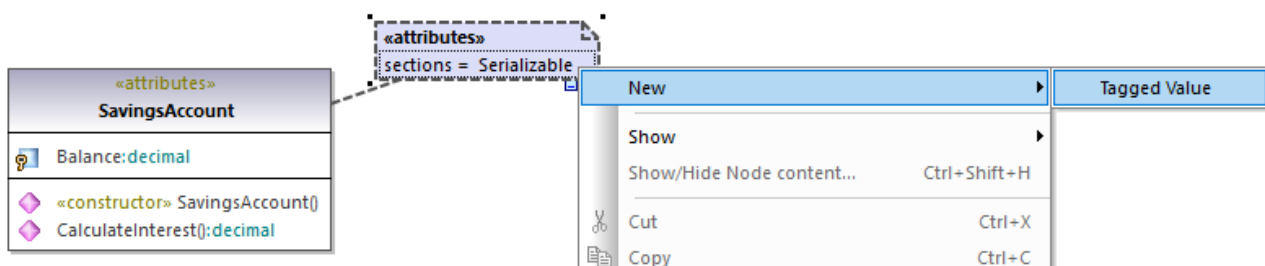 «attributes»
sections = Serializable
«attributes»
SavingsAccount
Balance:decimal
«constructor» SavingsAccount()
CalculateInterest():decimal
New
Tagged Value
Show
Show/Hide Node content... Ctrl+Shift+H
Cut Ctrl+X
Copy Ctrl+C